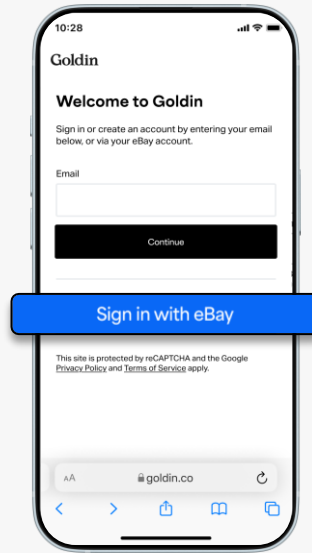 10:28
Goldin
Welcome to Goldin
Sign in or create an account by entering your email
below, or via your eBay account.
Email
Continue
Sign in with eBay
This site is protected by reCAPTCHA and the Google
Privacy Policy and Terms of Service apply.
AA
goldin.co